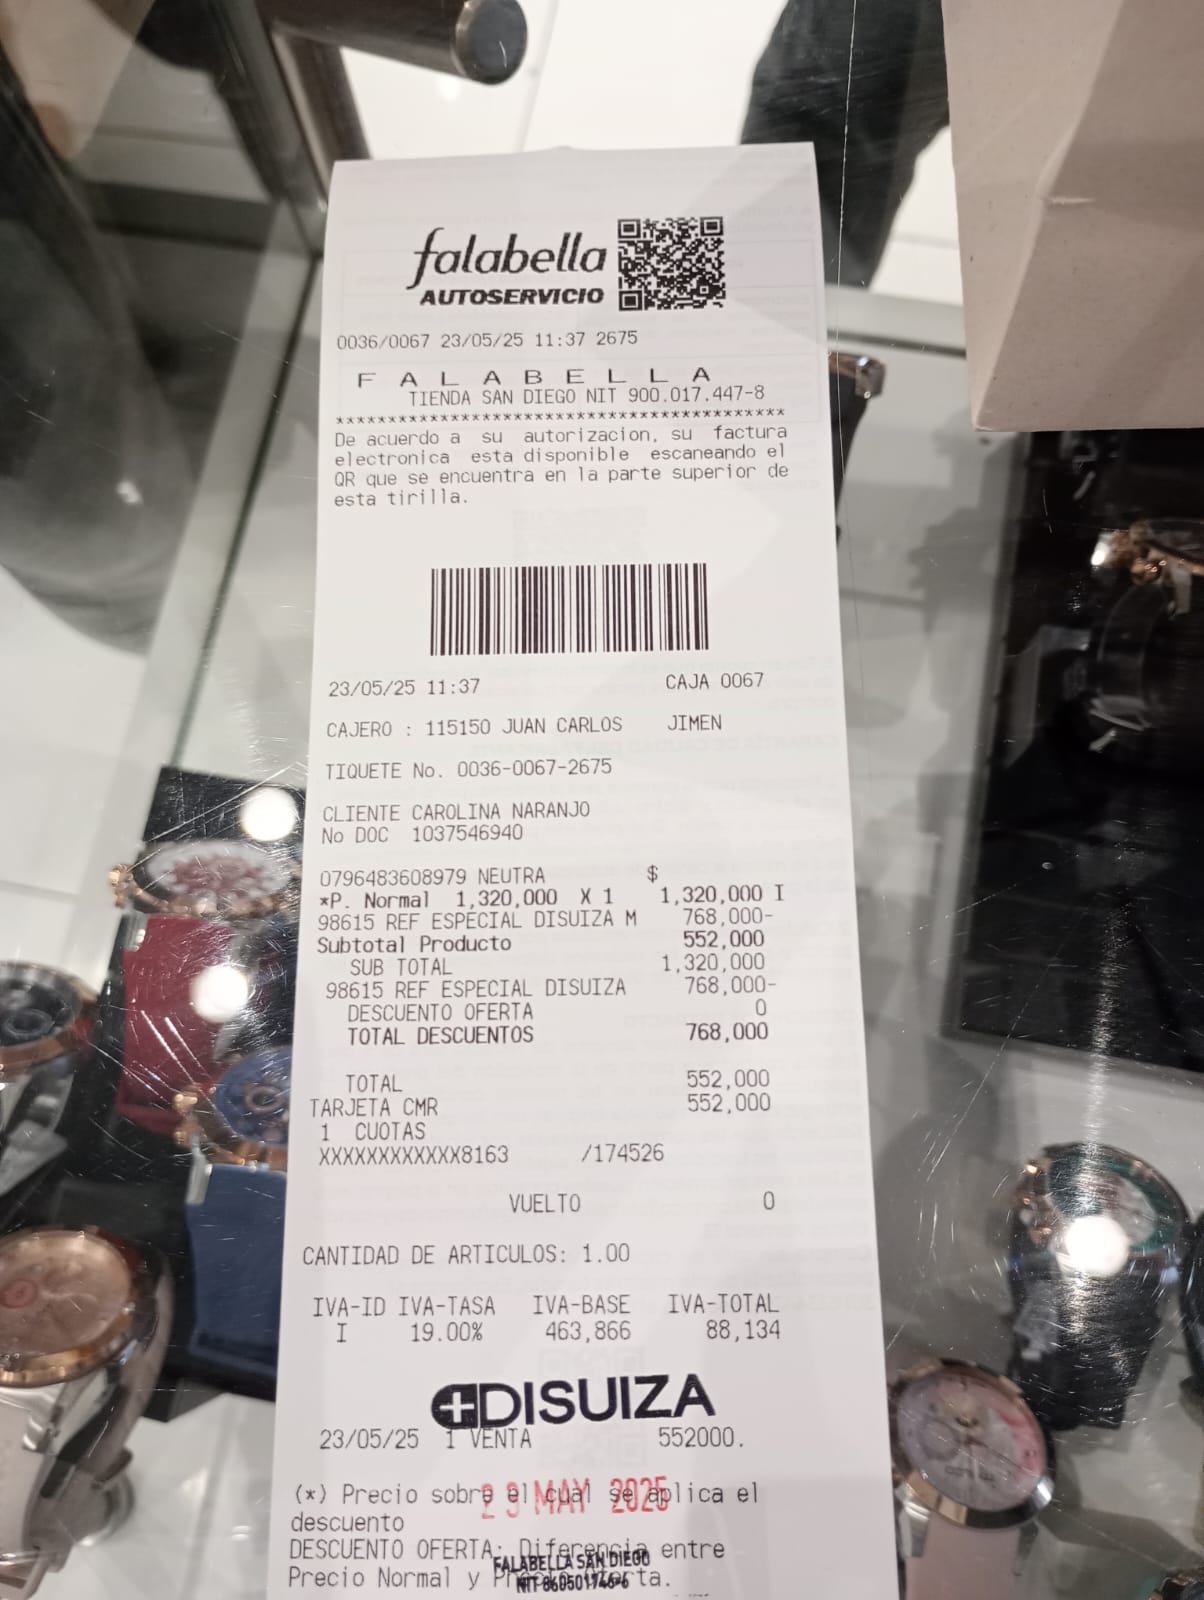 falabella
AUTOSERVICIO
0036/0067 23/05/25 11:37 2675
F A L A B E L L A
TIENDA SAN DIEGO NIT 900.017.447-8
*******************************************
De acuerdo a su autorizacion, su factura
electronica esta disponible escaneando el
QR que se encuentra en la parte superior de
esta tirilla.
23/05/25 11:37 CAJA 0067
CAJERO : 115150 JUAN CARLOS JIMEN
TIQUETE No. 0036-0067-2675
CLIENTE CAROLINA NARANJO
No DOC 1037546940
0796483608979 NEUTRA $
*P. Normal 1,320,000 X 1 1,320,000 I
98615 REF ESPECIAL DISUIZA M 768,000-
Subtotal Producto 552,000
SUB TOTAL 1,320,000
98615 REF ESPECIAL DISUIZA 768,000-
DESCUENTO OFERTA 0
TOTAL DESCUENTOS 768,000
TOTAL 552,000
TARJETA CMR 552,000
1 CUOTAS
XXXXXXXXXXXX8163 /174526
VUELTO 0
CANTIDAD DE ARTICULOS: 1.00
IVA-ID IVA-TASA IVA-BASE IVA-TOTAL
I 19.00% 463,866 88,134
DISUIZA
23/05/25 1 VENTA 552000.
(*) Precio sobre el cual se aplica el
23 MAY 2025
descuento
DESCUENTO OFERTA: Diferencia entre
FALABELLA SAN DIEGO
Precio Normal y Precio Oferta.
NIT